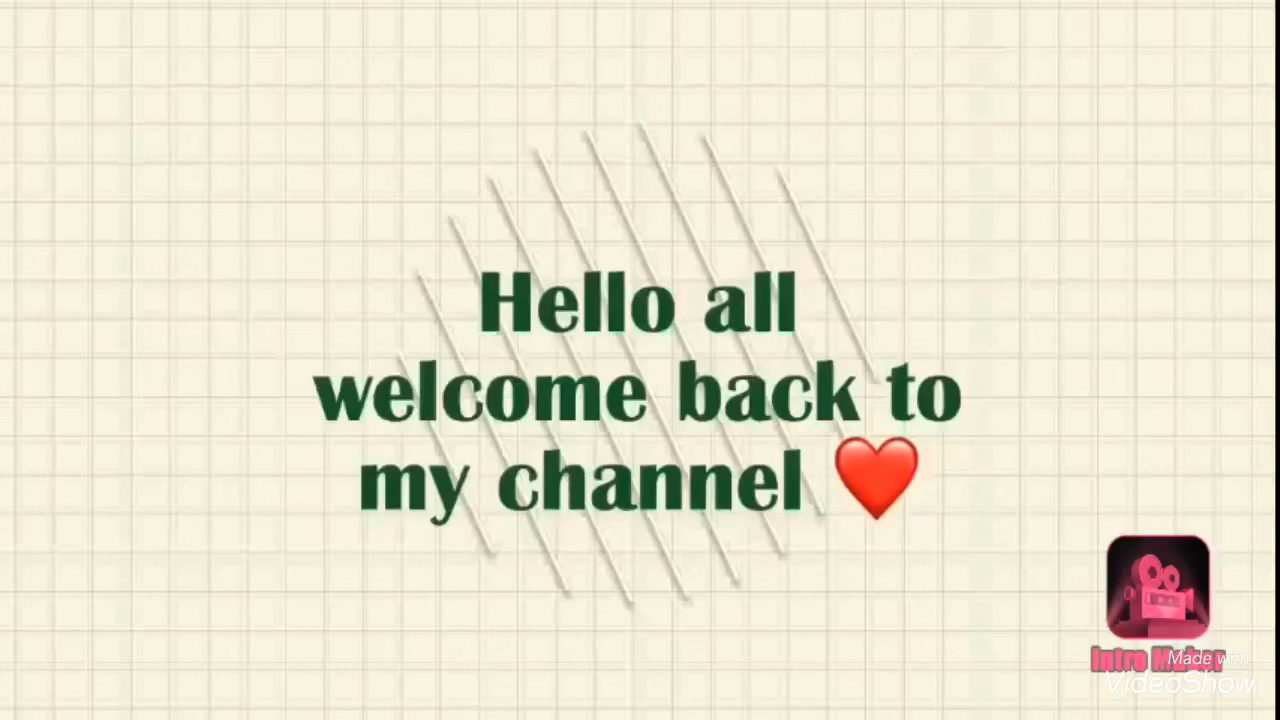 Hello all
welcome back to
my channel ❤️
Intro Maker
Made with
VideoShow